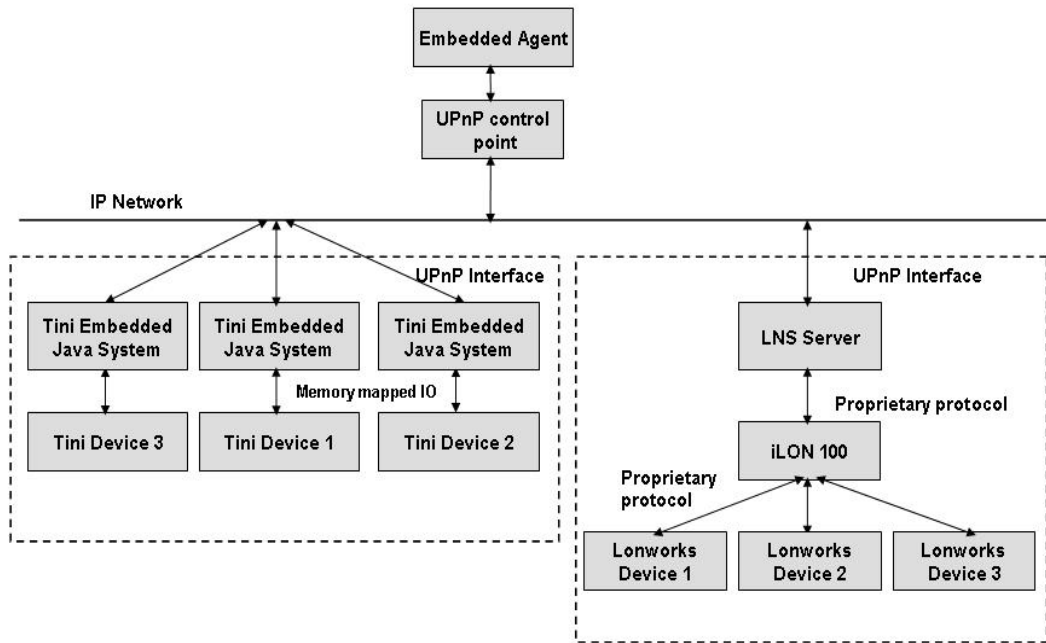 Embedded Agent
UPnP control
point
IP Network
UPnP Interface
UPnP Interface
Tini Embedded
Java System
Tini Embedded
Java System
Tini Embedded
Java System
LNS Server
Memory mapped IO
Proprietary protocol
Tini Device 3
Tini Device 1
Tini Device 2
iLON 100
Proprietary
protocol
Lonworks
Device 1
Lonworks
Device 2
Lonworks
Device 3